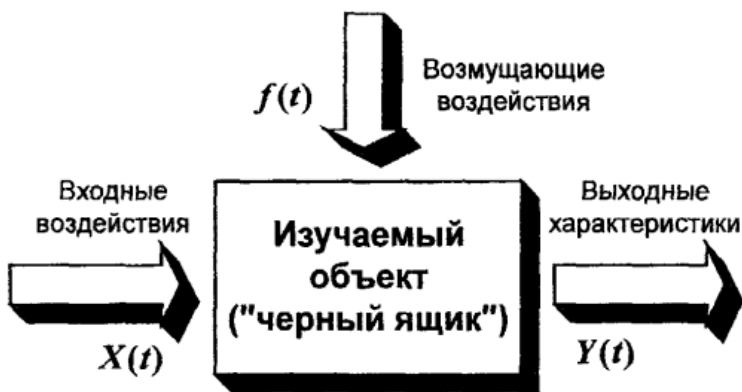 Возмущающие
воздействия
f(t)
Входные
воздействия
X(t)
Изучаемый
объект
("черный ящик")
Выходные
характеристики
Y(t)